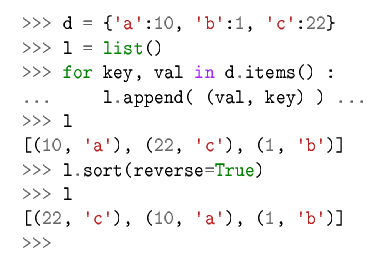 >>> d = {'a':10, 'b':1, 'c':22}
>>> l = list()
>>> for key, val in d.items() :
...     l.append( (val, key) ) ...
>>> l
[(10, 'a'), (22, 'c'), (1, 'b')]
>>> l.sort(reverse=True)
>>> l
[(22, 'c'), (10, 'a'), (1, 'b')]
>>>